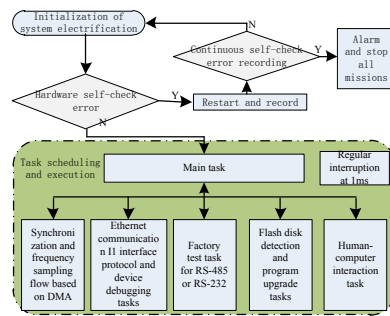 Initialization of
system electrification
N
Continuous self-check
error recording
Y
Alarm and stop
all
missions
Hardware self-check
error
Y
Restart and record
N
Task scheduling
and execution
Main task
Regular
interruption
at 1ms
Synchroni
zation and
frequency
sampling
flow based
on DMA
Ethernet
communicatio
n I1 interface
protocol and
device
debugging
tasks
Factory
test task
for RS-485
or RS-232
Flash disk
detection
and
program
upgrade
tasks
Human-
computer
interaction
task